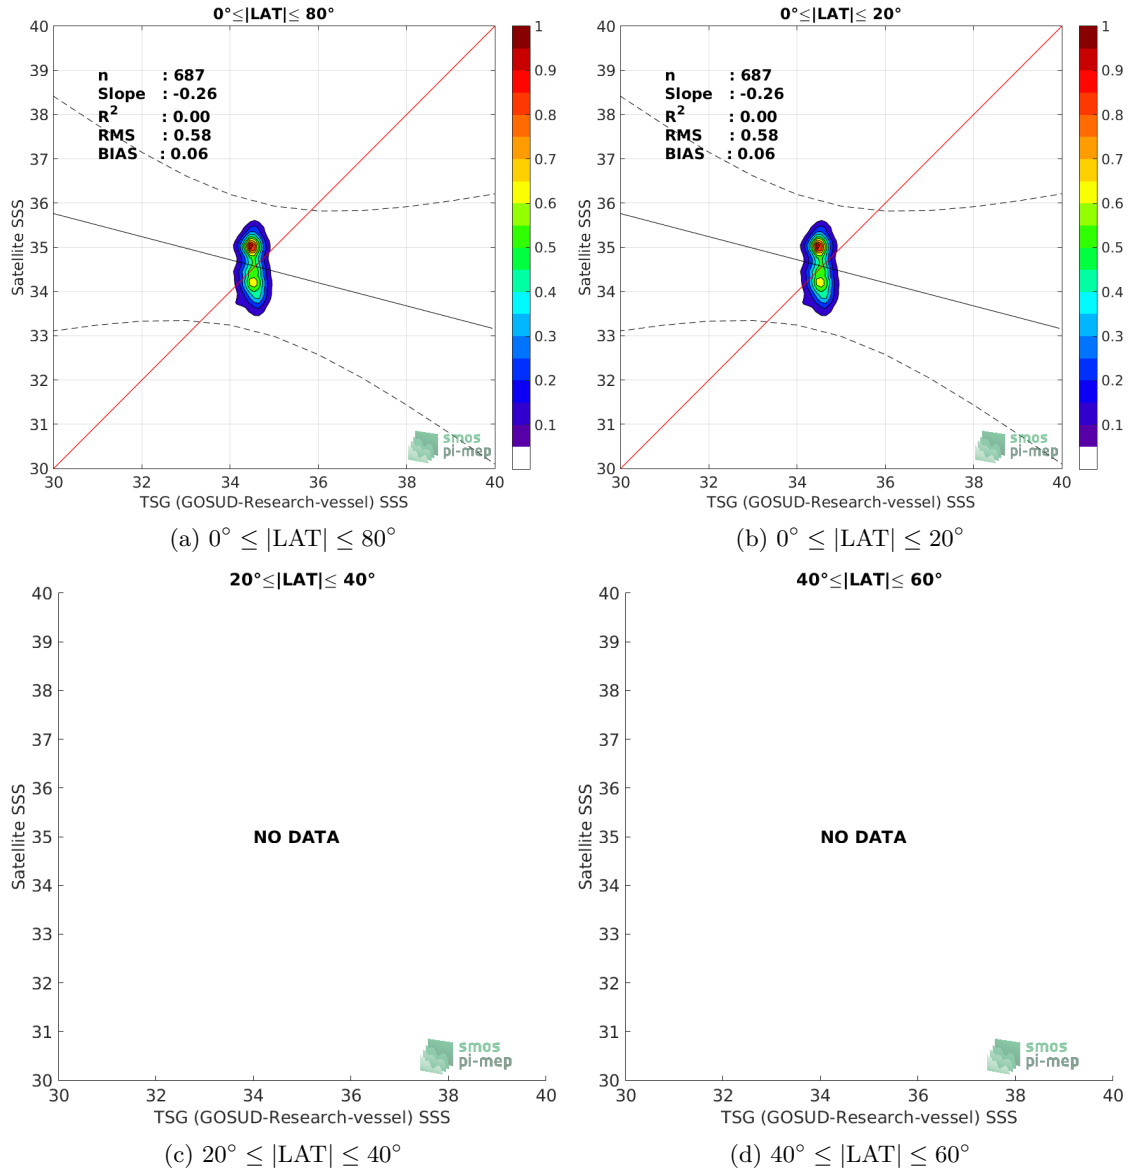 0°≤|LAT|≤ 80°
40
39
38
37
36
35
34
33
32
31
30
Satellite SSS
n : 687
Slope : -0.26
R² : 0.00
RMS : 0.58
BIAS : 0.06
1
0.9
0.8
0.7
0.6
0.5
0.4
0.3
0.2
0.1
smos
pi-mep
30 32 34 36 38 40
TSG (GOSUD-Research-vessel) SSS
(a) 0° ≤ |LAT| ≤ 80°
0°≤|LAT|≤ 20°
40
39
38
37
36
35
34
33
32
31
30
Satellite SSS
n : 687
Slope : -0.26
R² : 0.00
RMS : 0.58
BIAS : 0.06
1
0.9
0.8
0.7
0.6
0.5
0.4
0.3
0.2
0.1
smos
pi-mep
30 32 34 36 38 40
TSG (GOSUD-Research-vessel) SSS
(b) 0° ≤ |LAT| ≤ 20°
20°≤|LAT|≤ 40°
40
39
38
37
36
35
34
33
32
31
30
Satellite SSS
NO DATA
smos
pi-mep
30 32 34 36 38 40
TSG (GOSUD-Research-vessel) SSS
(c) 20° ≤ |LAT| ≤ 40°
40°≤|LAT|≤ 60°
40
39
38
37
36
35
34
33
32
31
30
Satellite SSS
NO DATA
smos
pi-mep
30 32 34 36 38 40
TSG (GOSUD-Research-vessel) SSS
(d) 40° ≤ |LAT| ≤ 60°